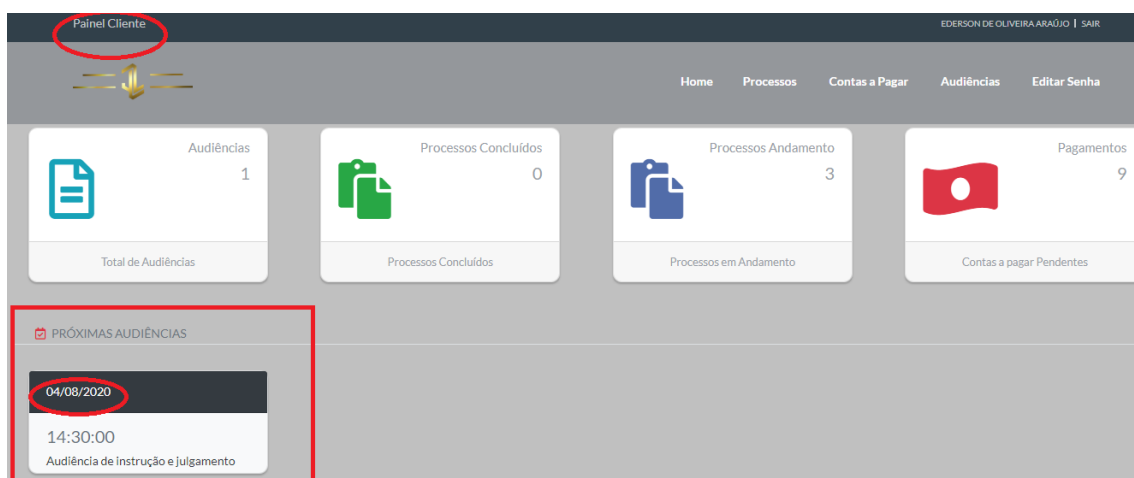 Painel Cliente
EDERSON DE OLIVEIRA ARAÚJO | SAIR
Home Processos Contas a Pagar Audiências Editar Senha
Audiências
1
Total de Audiências
Processos Concluídos
0
Processos Concluídos
Processos Andamento
3
Processos em Andamento
Pagamentos
9
Contas a pagar Pendentes
PRÓXIMAS AUDIÊNCIAS
04/08/2020
14:30:00
Audiência de instrução e julgamento